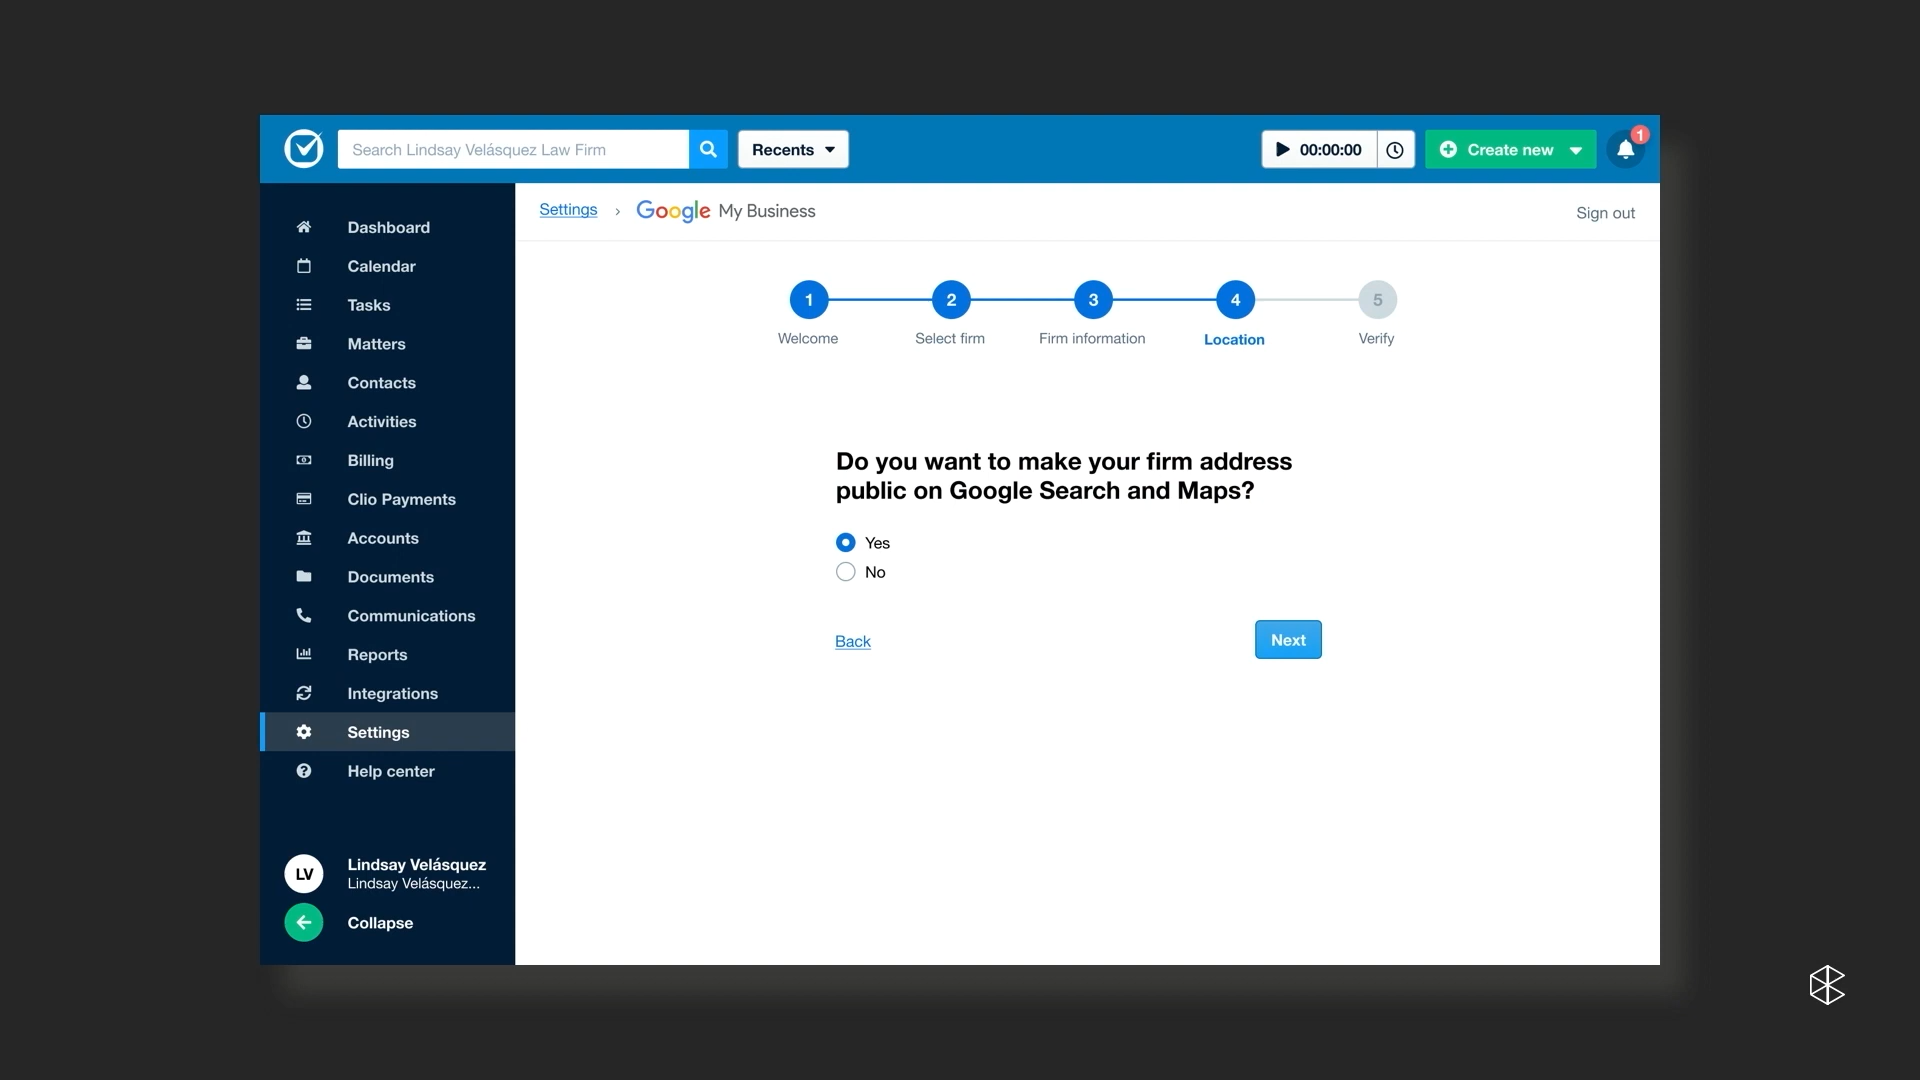 Search Lindsay Velásquez Law Firm
Recents
00:00:00
Create new
1
Dashboard
Calendar
Tasks
Matters
Contacts
Activities
Billing
Clio Payments
Accounts
Documents
Communications
Reports
Integrations
Settings
Help center
LV
Lindsay Velásquez
Lindsay Velásquez...
Collapse
Settings › Google My Business
Sign out
1 2 3 4 5
Welcome Select firm Firm information Location Verify
Do you want to make your firm address
public on Google Search and Maps?
Yes
No
Back
Next